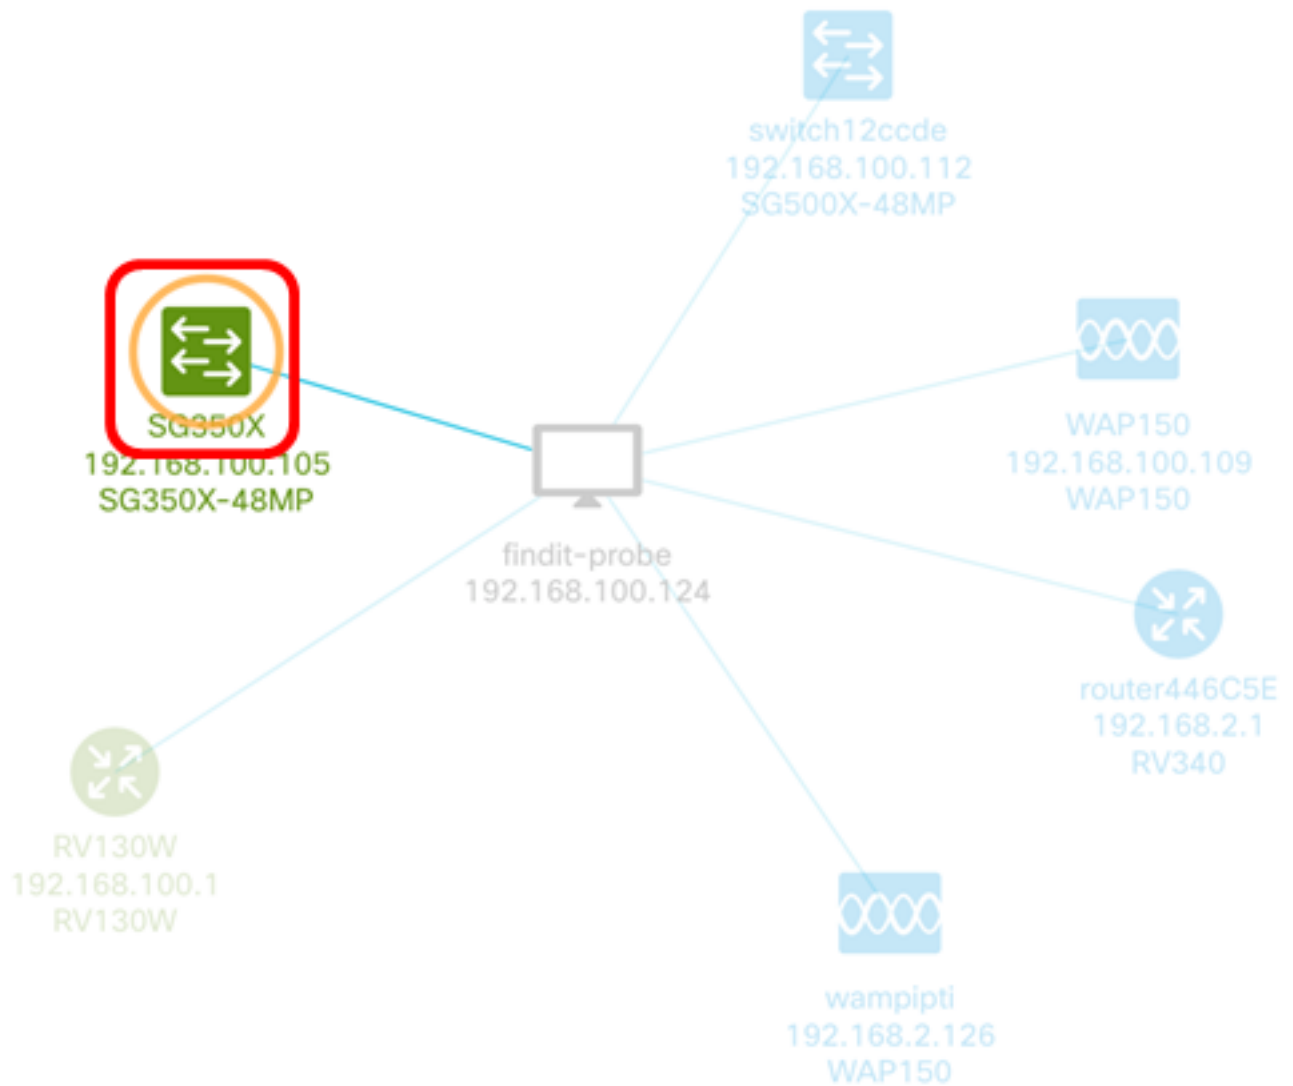 switch12ccde
192.168.100.112
SG500X-48MP
SG350X
192.168.100.105
SG350X-48MP
WAP150
192.168.100.109
WAP150
findit-probe
192.168.100.124
router446C5E
192.168.2.1
RV340
RV130W
192.168.100.1
RV130W
wampipti
192.168.2.126
WAP150